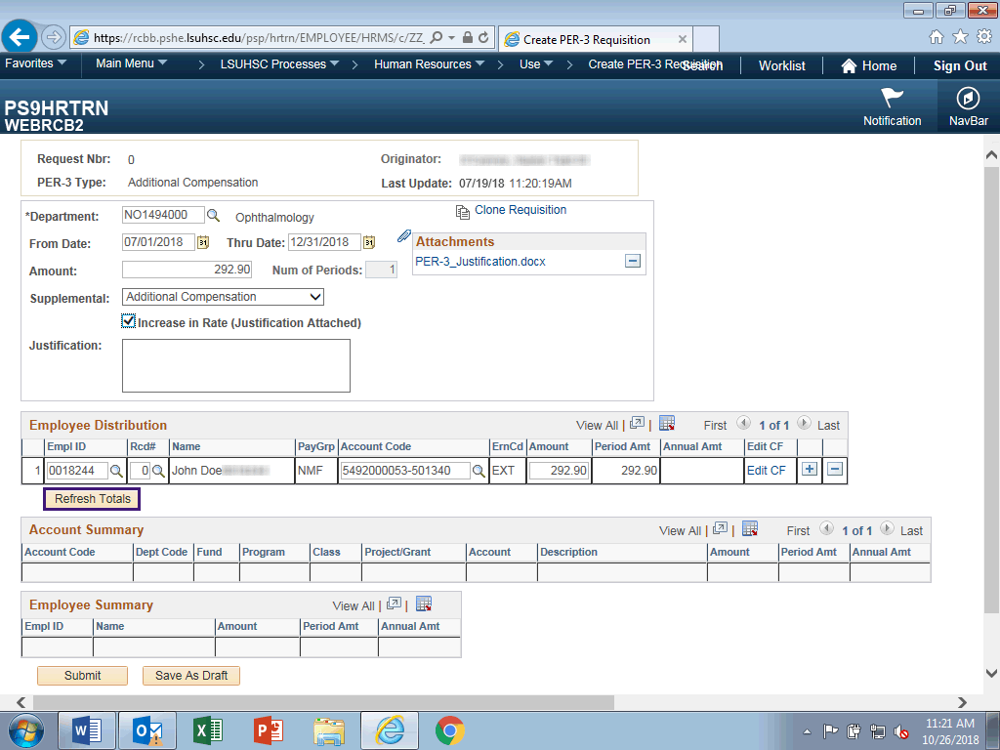 https://rcbb.pshe.lsuhsc.edu/psp/hrtrn/EMPLOYEE/HRMS/c/ZZ_
Create PER-3 Requisition
Favorites Main Menu > LSUHSC Processes > Human Resources > Use > Create PER-3 Requisition Search Worklist Home Sign Out
PS9HRTRN
WEBRCB2
Notification NavBar
Request Nbr: 0 Originator:
PER-3 Type: Additional Compensation Last Update: 07/19/18 11:20:19AM
*Department: NO1494000 Ophthalmology Clone Requisition
From Date: 07/01/2018 Thru Date: 12/31/2018 Attachments
PER-3_Justification.docx
Amount: 292.90 Num of Periods: 1
Supplemental: Additional Compensation
Increase in Rate (Justification Attached)
Justification:
Employee Distribution View All | | First 1 of 1 Last
Empl ID Rcd# Name PayGrp Account Code ErnCd Amount Period Amt Annual Amt Edit CF
1 0018244 0 John Doe NMF 5492000053-501340 EXT 292.90 292.90 Edit CF
Refresh Totals
Account Summary View All | | First 1 of 1 Last
Account Code Dept Code Fund Program Class Project/Grant Account Description Amount Period Amt Annual Amt
Employee Summary View All | |
Empl ID Name Amount Period Amt Annual Amt
Submit Save As Draft
11:21 AM
10/26/2018